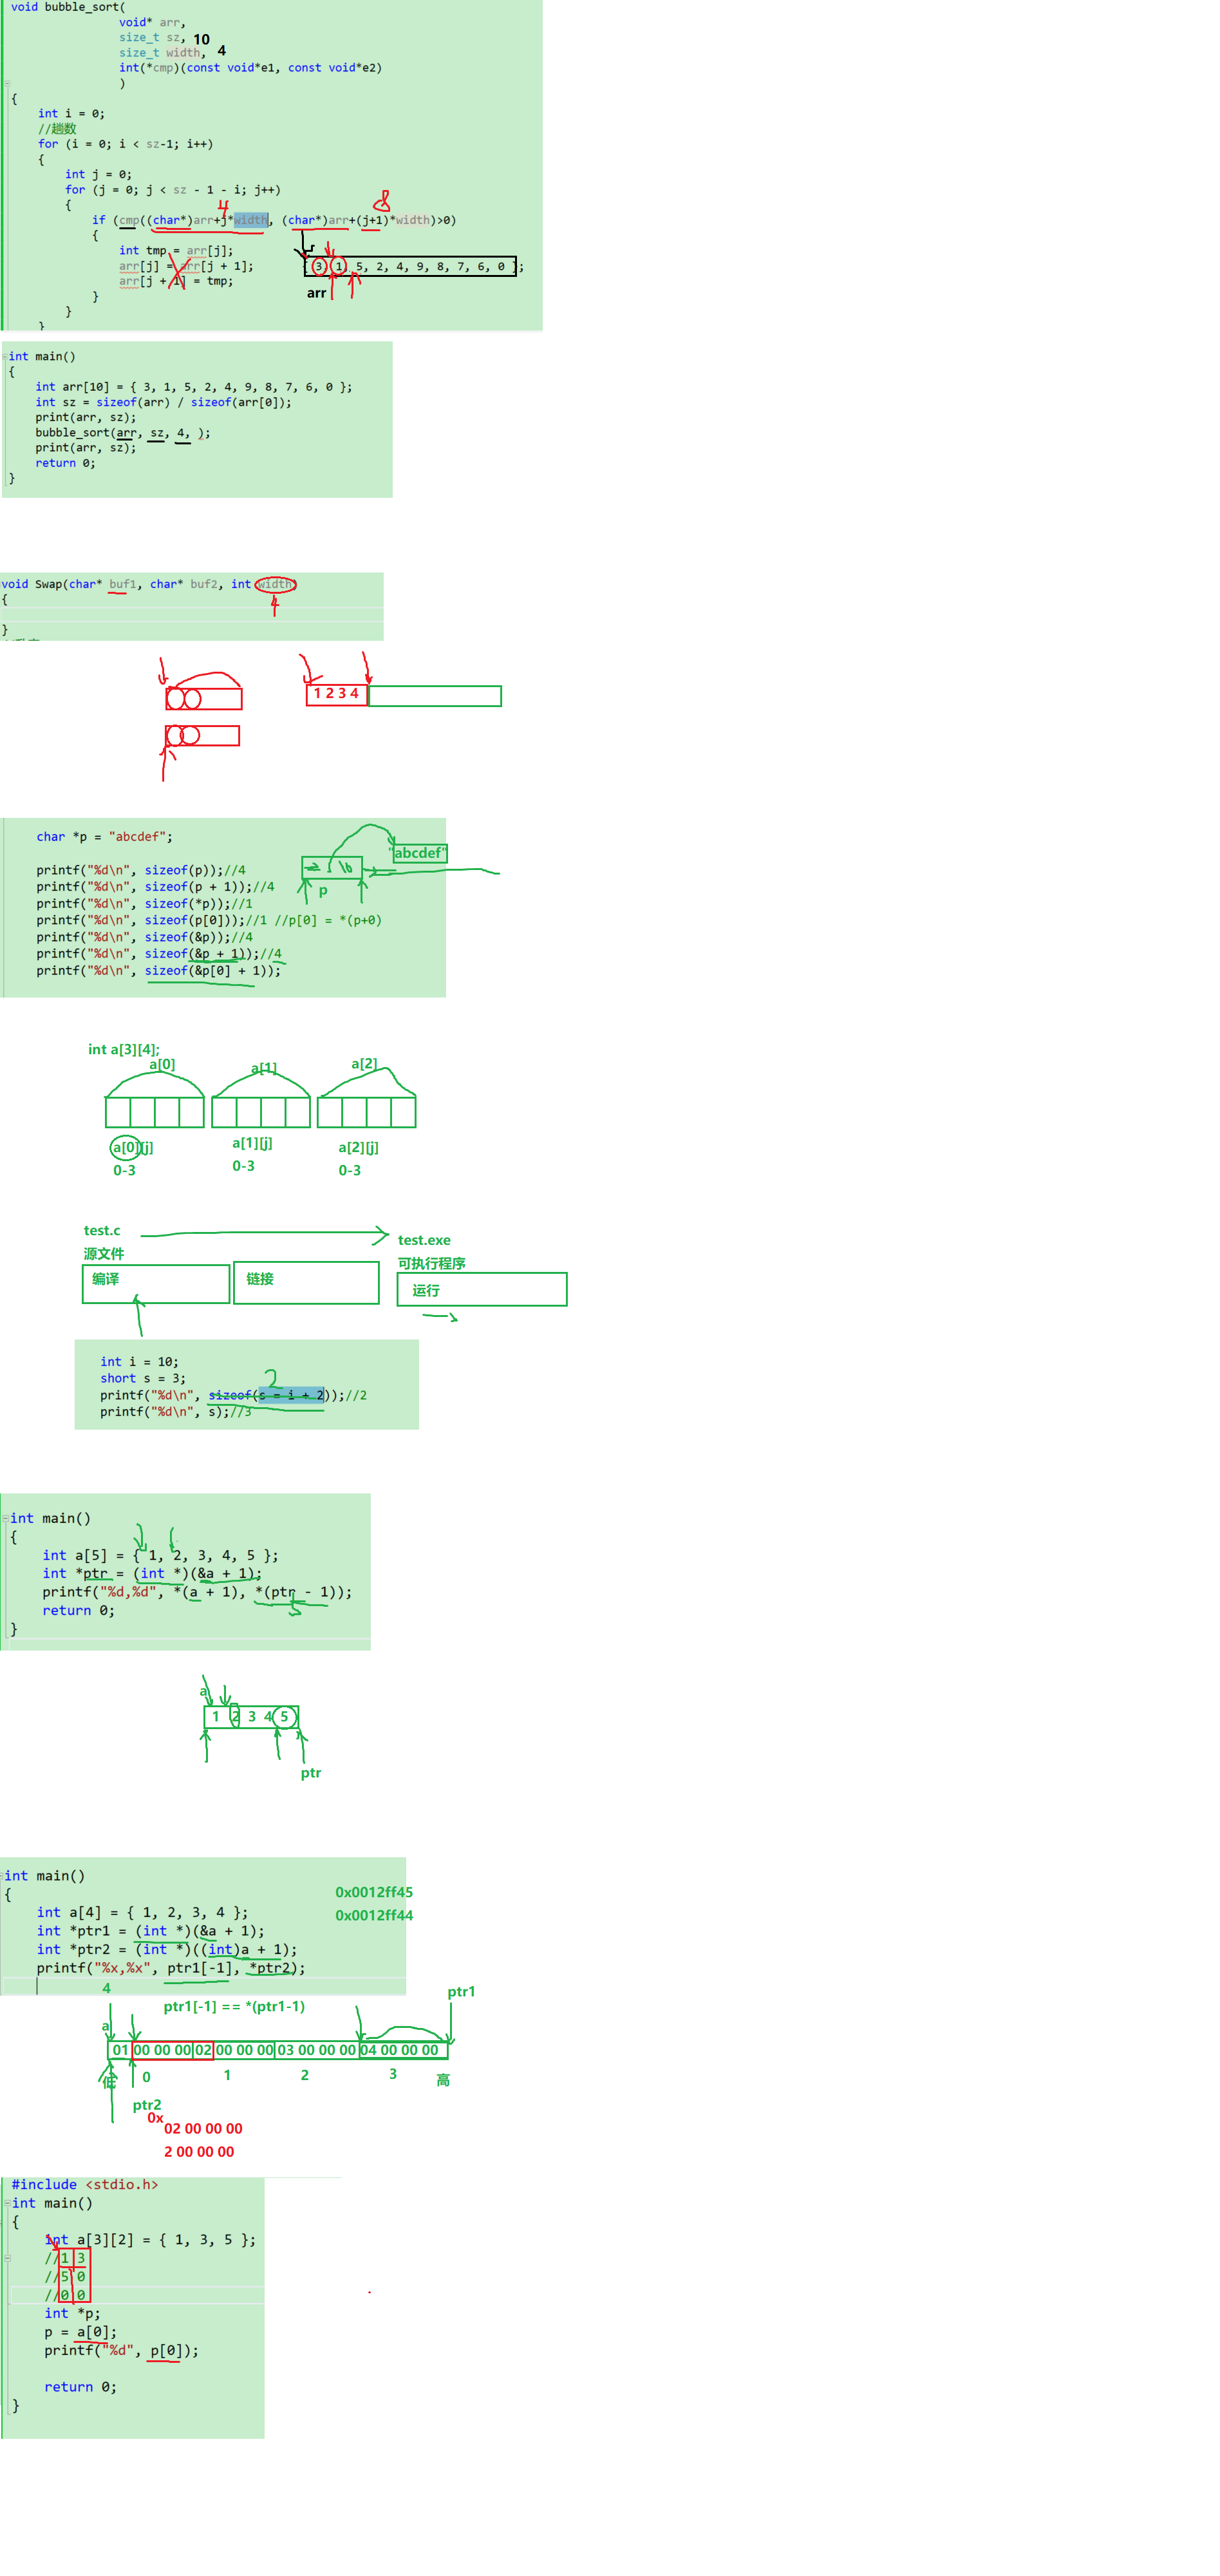 void bubble_sort(
void* arr,
size_t sz, 10
size_t width, 4
int(*cmp)(const void*e1, const void*e2)
)
{
int i = 0;
//趟数
for (i = 0; i < sz-1; i++)
{
int j = 0;
for (j = 0; j < sz - 1 - i; j++)
{
4 8
if (cmp((char*)arr+j*width, (char*)arr+(j+1)*width)>0)
{
int tmp = arr[j];
arr[j] = arr[j + 1]; { 3, 1, 5, 2, 4, 9, 8, 7, 6, 0 };
arr[j + 1] = tmp;
} arr
}
}
int main()
{
int arr[10] = { 3, 1, 5, 2, 4, 9, 8, 7, 6, 0 };
int sz = sizeof(arr) / sizeof(arr[0]);
print(arr, sz);
bubble_sort(arr, sz, 4, );
print(arr, sz);
return 0;
}
void Swap(char* buf1, char* buf2, int width)
{
4
}
1 2 3 4
char *p = "abcdef";
"abcdef"
printf("%d\n", sizeof(p));//4
printf("%d\n", sizeof(p + 1));//4
p
printf("%d\n", sizeof(*p));//1
printf("%d\n", sizeof(p[0]));//1 //p[0] = *(p+0)
printf("%d\n", sizeof(&p));//4
printf("%d\n", sizeof(&p + 1));//4
printf("%d\n", sizeof(&p[0] + 1));
int a[3][4];
a[0] a[1] a[2]
a[0][j] a[1][j] a[2][j]
0-3 0-3 0-3
test.c
test.exe
源文件
可执行程序
编译 链接 运行
int i = 10;
short s = 3;
2
printf("%d\n", sizeof(s = i + 2));//2
printf("%d\n", s);//3
int main()
{
int a[5] = { 1, 2, 3, 4, 5 };
int *ptr = (int *)(&a + 1);
printf("%d,%d", *(a + 1), *(ptr - 1));
5
return 0;
}
a
1 2 3 4 5
ptr
int main()
{
0x0012ff45
int a[4] = { 1, 2, 3, 4 };
0x0012ff44
int *ptr1 = (int *)(&a + 1);
int *ptr2 = (int *)((int)a + 1);
printf("%x,%x", ptr1[-1], *ptr2);
4
ptr1
ptr1[-1] == *(ptr1-1)
a
01 00 00 00 02 00 00 00 03 00 00 00 04 00 00 00
低 0 1 2 3 高
ptr2
0x
02 00 00 00
2 00 00 00
#include <stdio.h>
int main()
{
int a[3][2] = { 1, 3, 5 };
//1 3
//5 0
//0 0
int *p;
p = a[0];
printf("%d", p[0]);
return 0;
}